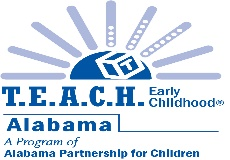 T
T.E.A.C.H. Early Childhood®
Alabama
A Program of
Alabama Partnership for Children